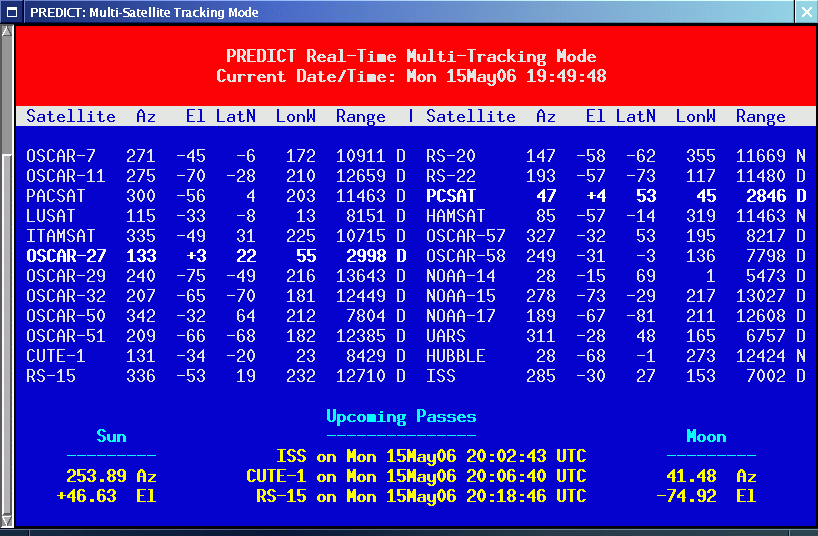 PREDICT: Multi-Satellite Tracking Mode
PREDICT Real-Time Multi-Tracking Mode
Current Date/Time: Mon 15May06 19:49:48
Satellite Az El LatN LonW Range | Satellite Az El LatN LonW Range
OSCAR-7 271 -45 -6 172 10911 D RS-20 147 -58 -62 355 11669 N
OSCAR-11 275 -70 -28 210 12659 D RS-22 193 -57 -73 117 11480 D
PACSAT 300 -56 4 203 11463 D PCSAT 47 +4 53 45 2846 D
LUSAT 115 -33 -8 13 8151 D HAMSAT 85 -57 -14 319 11463 N
ITAMSAT 335 -49 31 225 10715 D OSCAR-57 327 -32 53 195 8217 D
OSCAR-27 133 +3 22 55 2998 D OSCAR-58 249 -31 -3 136 7798 D
OSCAR-29 240 -75 -49 216 13643 D NOAA-14 28 -15 69 1 5473 D
OSCAR-32 207 -65 -70 181 12449 D NOAA-15 278 -73 -29 217 13027 D
OSCAR-50 342 -32 64 212 7804 D NOAA-17 189 -67 -81 211 12608 D
OSCAR-51 209 -66 -68 182 12385 D UARS 311 -28 48 165 6757 D
CUTE-1 131 -34 -20 23 8429 D HUBBLE 28 -68 -1 273 12424 N
RS-15 336 -53 19 232 12710 D ISS 285 -30 27 153 7002 D
Upcoming Passes
Sun --------------- Moon
--------- ISS on Mon 15May06 20:02:43 UTC ---------
253.89 Az CUTE-1 on Mon 15May06 20:06:40 UTC 41.48 Az
+46.63 El RS-15 on Mon 15May06 20:18:46 UTC -74.92 El